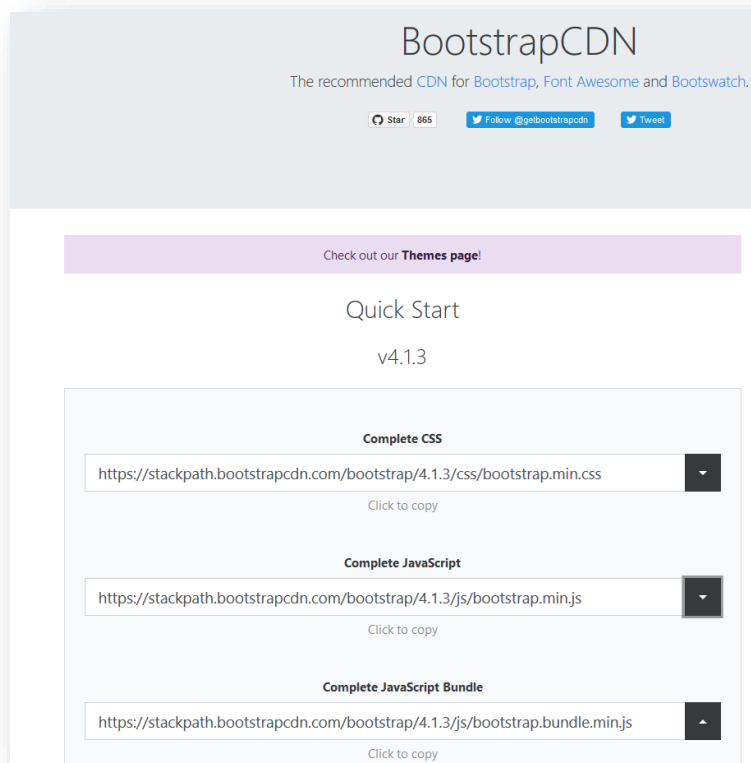 BootstrapCDN
The recommended CDN for Bootstrap, Font Awesome and Bootswatch.
Star 865 Follow @getbootstrapcdn Tweet
Check out our Themes page!
Quick Start
v4.1.3
Complete CSS
https://stackpath.bootstrapcdn.com/bootstrap/4.1.3/css/bootstrap.min.css
Click to copy
Complete JavaScript
https://stackpath.bootstrapcdn.com/bootstrap/4.1.3/js/bootstrap.min.js
Click to copy
Complete JavaScript Bundle
https://stackpath.bootstrapcdn.com/bootstrap/4.1.3/js/bootstrap.bundle.min.js
Click to copy